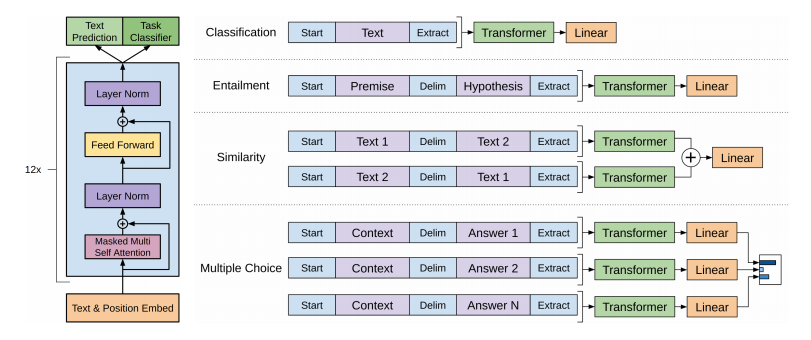 Text Prediction
Task Classifier
Layer Norm
Feed Forward
12x
Layer Norm
Masked Multi Self Attention
Text & Position Embed
Classification Start Text Extract Transformer Linear
Entailment Start Premise Delim Hypothesis Extract Transformer Linear
Similarity
Start Text 1 Delim Text 2 Extract Transformer
Linear
Start Text 2 Delim Text 1 Extract Transformer
Multiple Choice
Start Context Delim Answer 1 Extract Transformer Linear
Start Context Delim Answer 2 Extract Transformer Linear
Start Context Delim Answer N Extract Transformer Linear